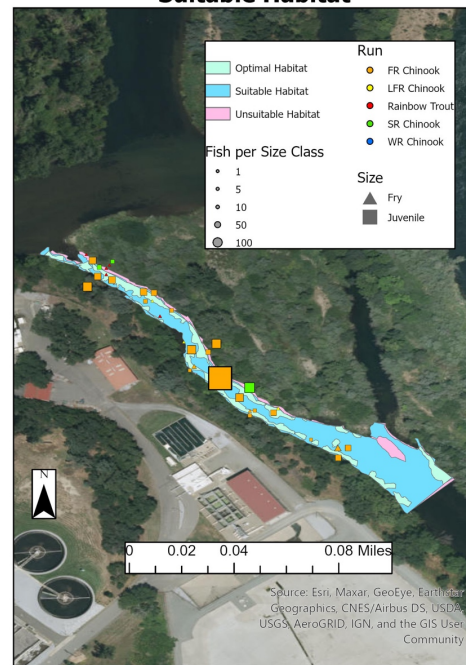 Suitable Habitat
Optimal Habitat
Suitable Habitat
Unsuitable Habitat
Fish per Size Class
1
5
10
50
100
Run
FR Chinook
LFR Chinook
Rainbow Trout
SR Chinook
WR Chinook
Size
Fry
Juvenile
N
0 0.02 0.04 0.08 Miles
Source: Esri, Maxar, GeoEye, Earthstar
Geographics, CNES/Airbus DS, USDA,
USGS, AeroGRID, IGN, and the GIS User
Community